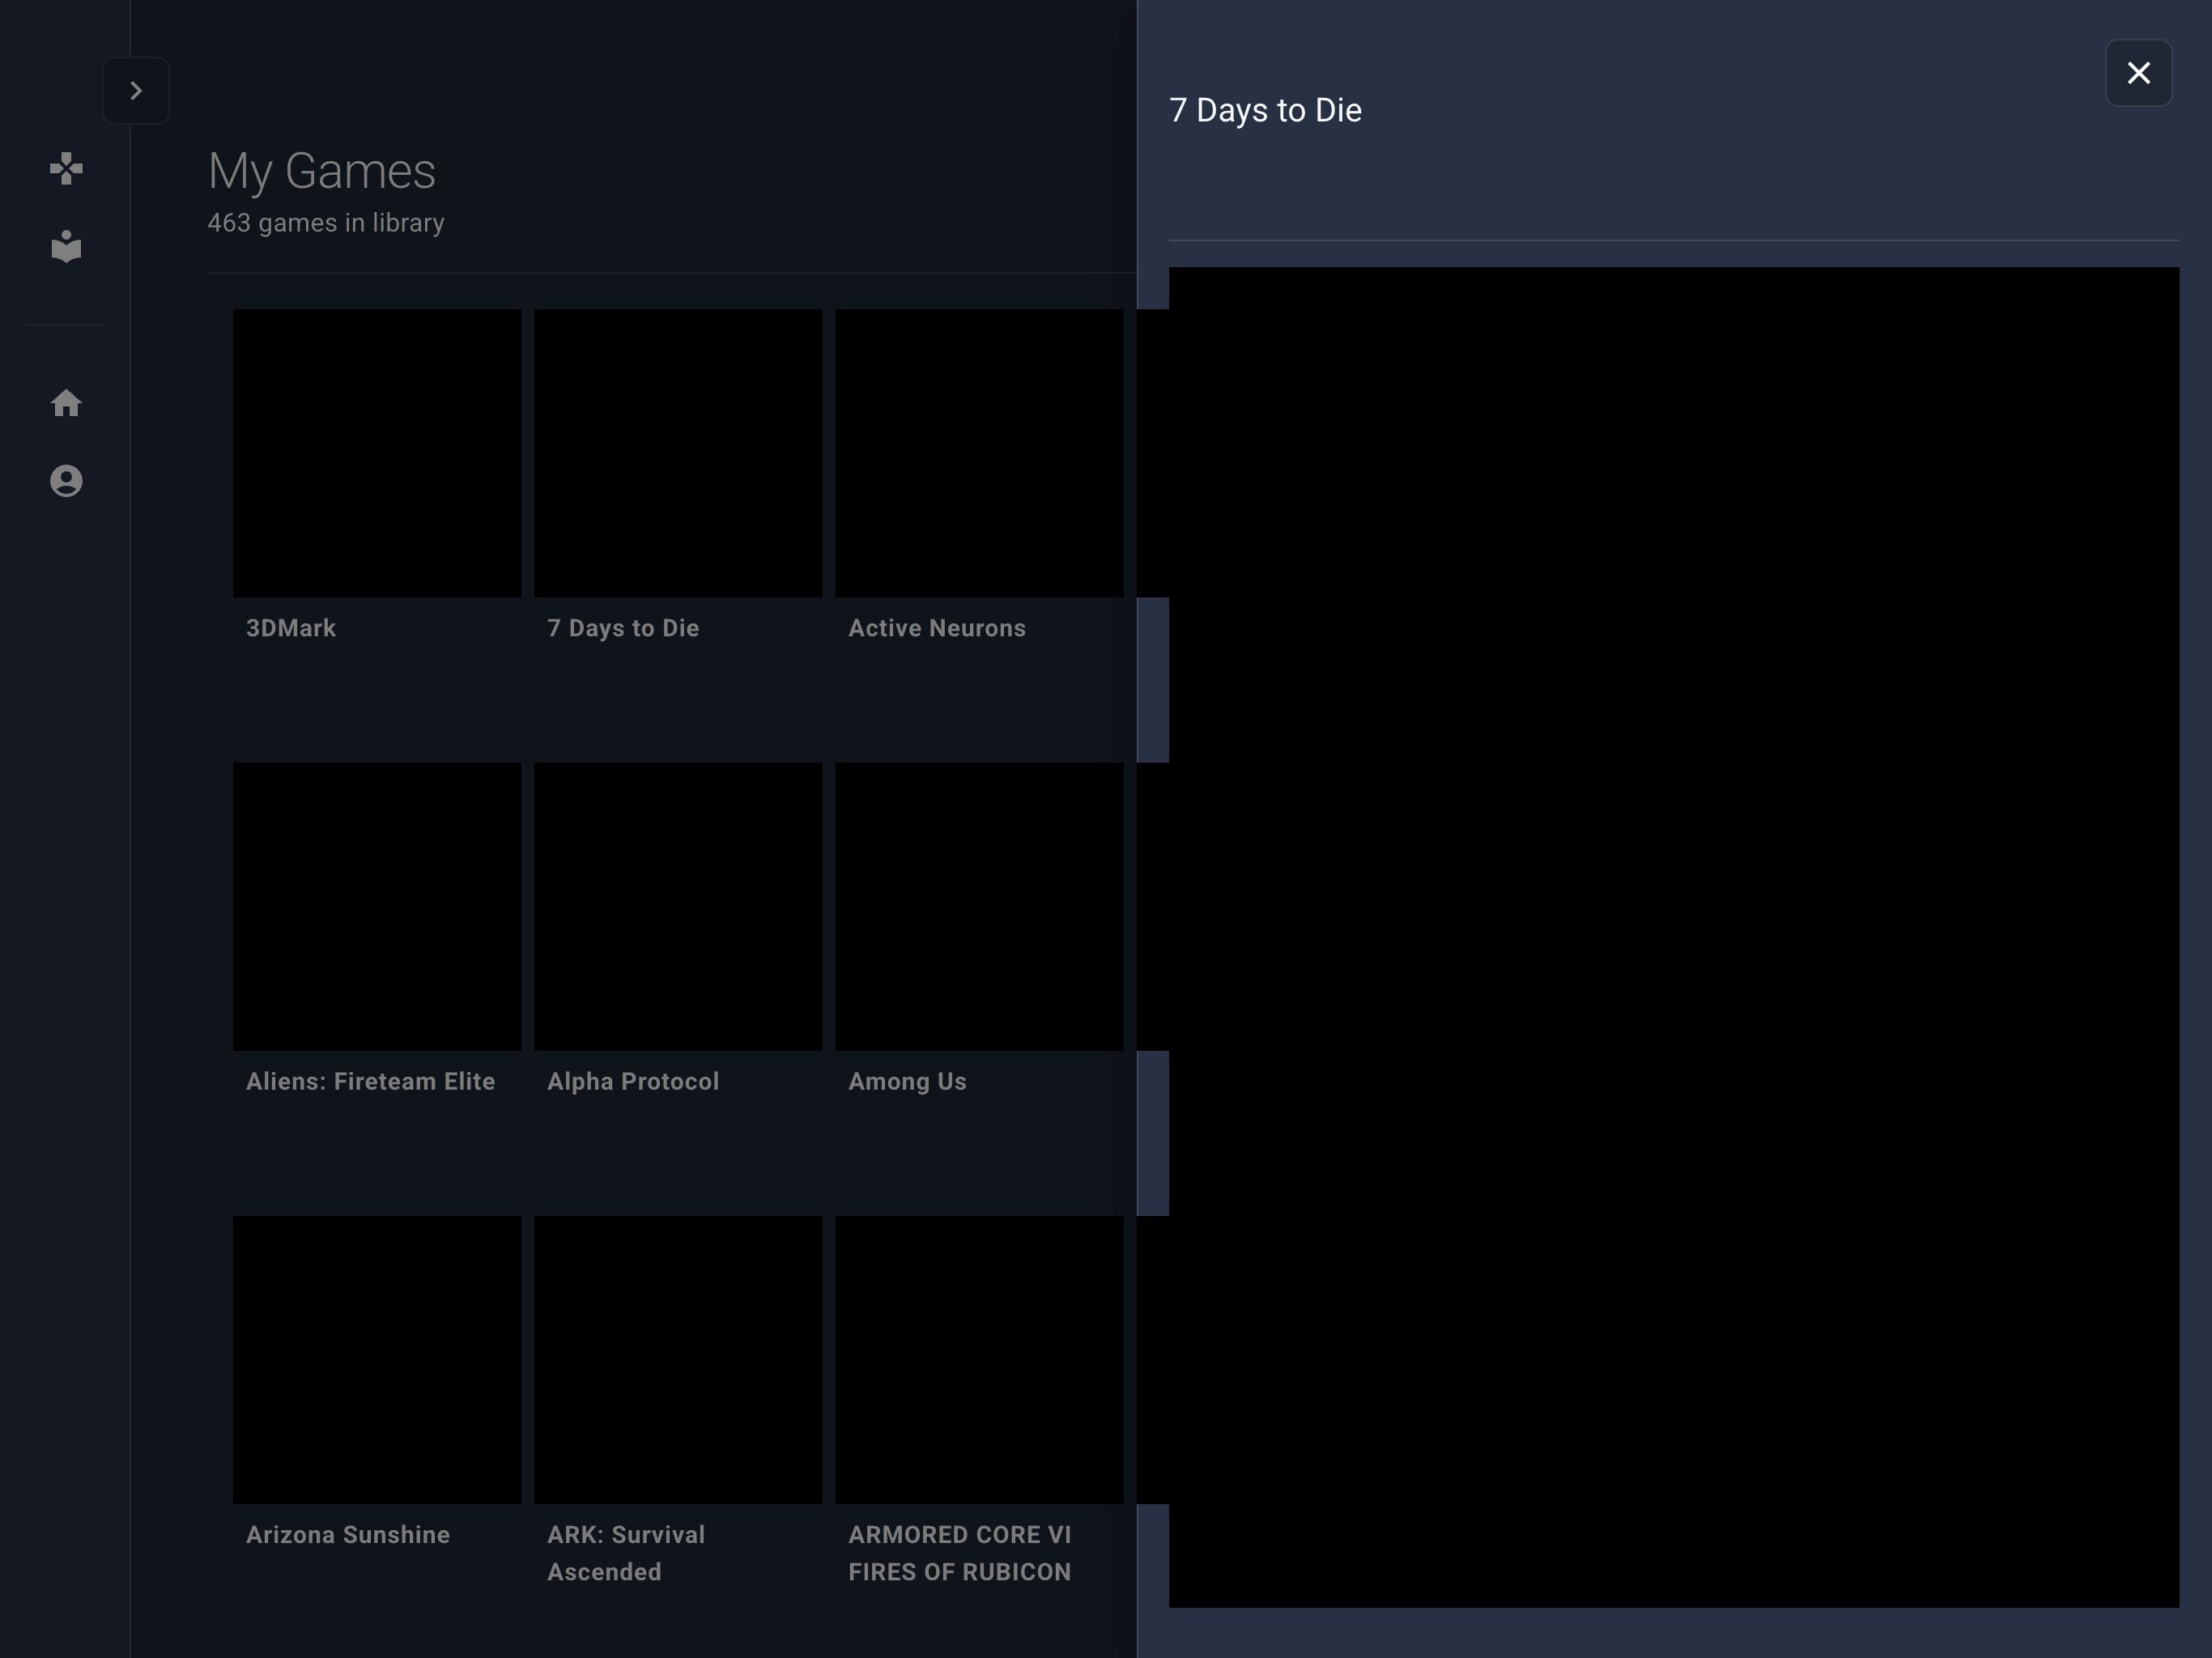 My Games
463 games in library
3DMark
7 Days to Die
Active Neurons
Aliens: Fireteam Elite
Alpha Protocol
Among Us
Arizona Sunshine
ARK: Survival
Ascended
ARMORED CORE VI
FIRES OF RUBICON
7 Days to Die